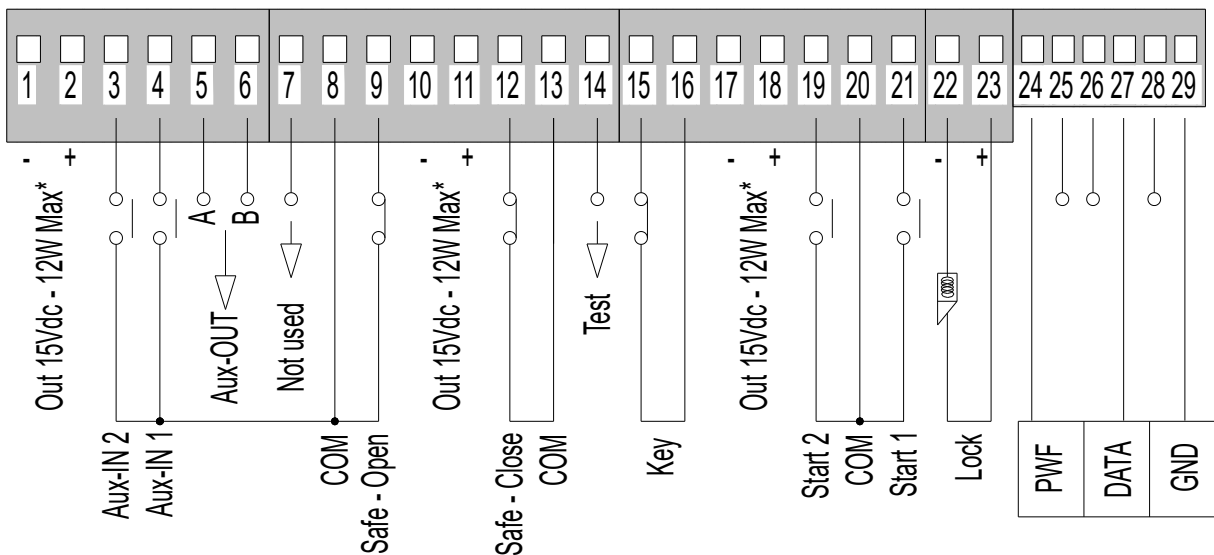 1 2 3 4 5 6 7 8 9 10 11 12 13 14 15 16 17 18 19 20 21 22 23 24 25 26 27 28 29
- + - + - + - +
Out 15Vdc - 12W Max*
A
B
Aux-OUT
Not used
Out 15Vdc - 12W Max*
Test
Out 15Vdc - 12W Max*
Aux-IN 2
Aux-IN 1
COM
Safe - Open
Safe - Close
COM
Key
Start 2
COM
Start 1
Lock
PWF
DATA
GND